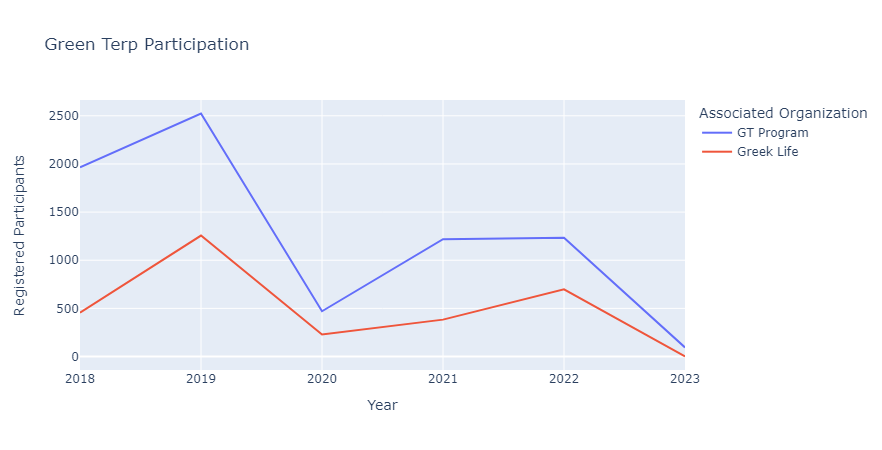 Green Terp Participation
Associated Organization
GT Program
Greek Life
Registered Participants
2500
2000
1500
1000
500
0
2018
2019
2020
2021
2022
2023
Year